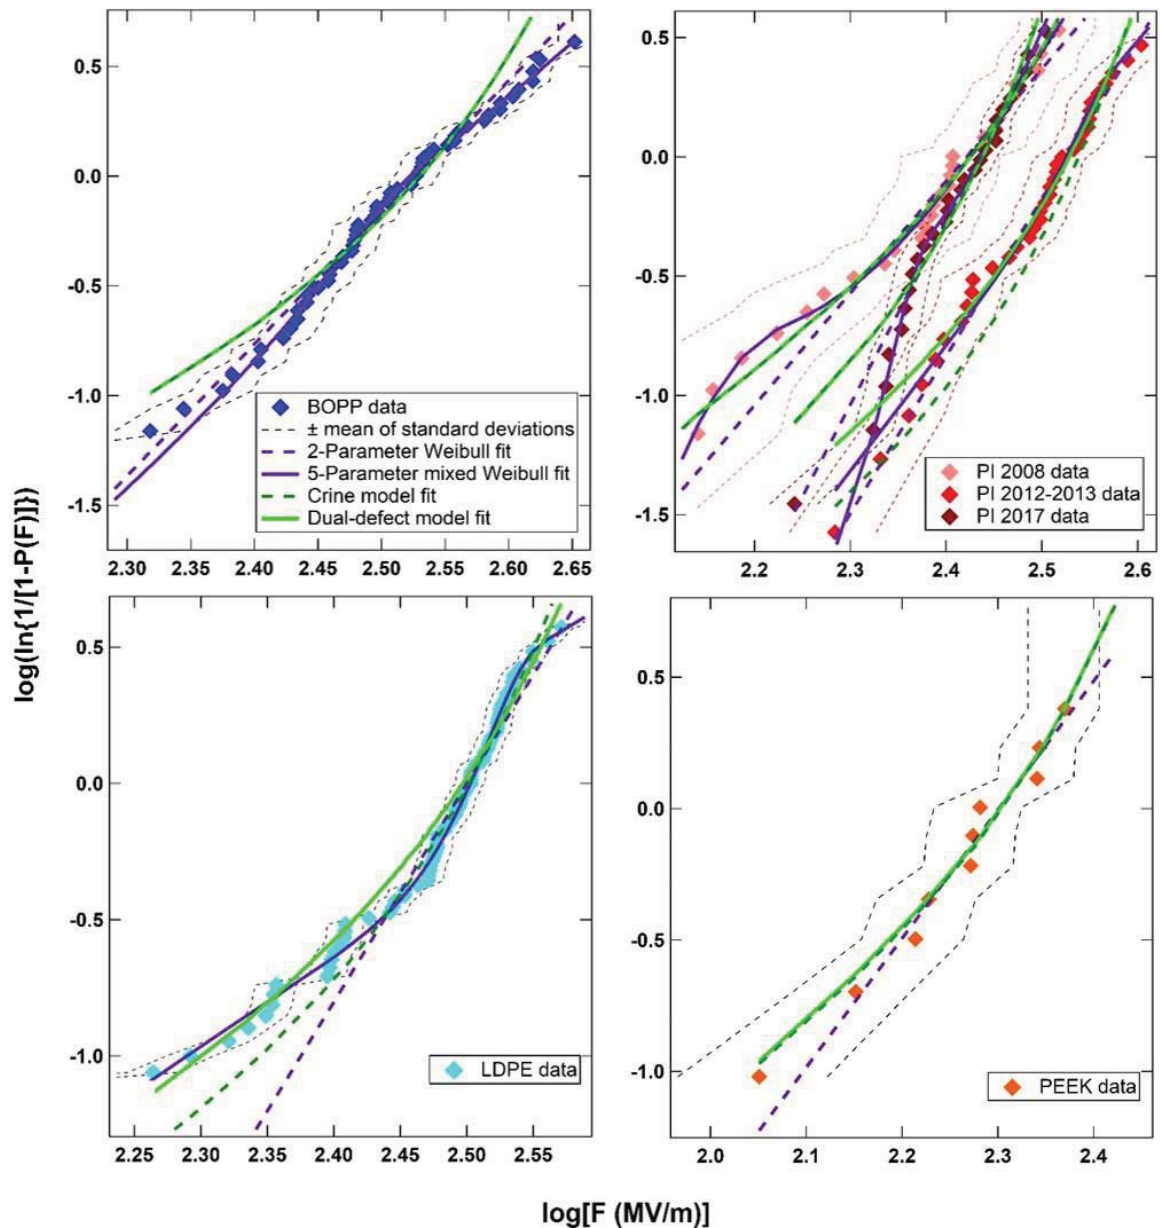 log(ln{1/[1-P(F)]})
0.5
0.0
-0.5
-1.0
-1.5
2.30 2.35 2.40 2.45 2.50 2.55 2.60 2.65
BOPP data
± mean of standard deviations
2-Parameter Weibull fit
5-Parameter mixed Weibull fit
Crine model fit
Dual-defect model fit
0.5
0.0
-0.5
-1.0
-1.5
2.2 2.3 2.4 2.5 2.6
PI 2008 data
PI 2012-2013 data
PI 2017 data
0.5
0.0
-0.5
-1.0
2.25 2.30 2.35 2.40 2.45 2.50 2.55
LDPE data
0.5
0.0
-0.5
-1.0
2.0 2.1 2.2 2.3 2.4
PEEK data
log[F (MV/m)]